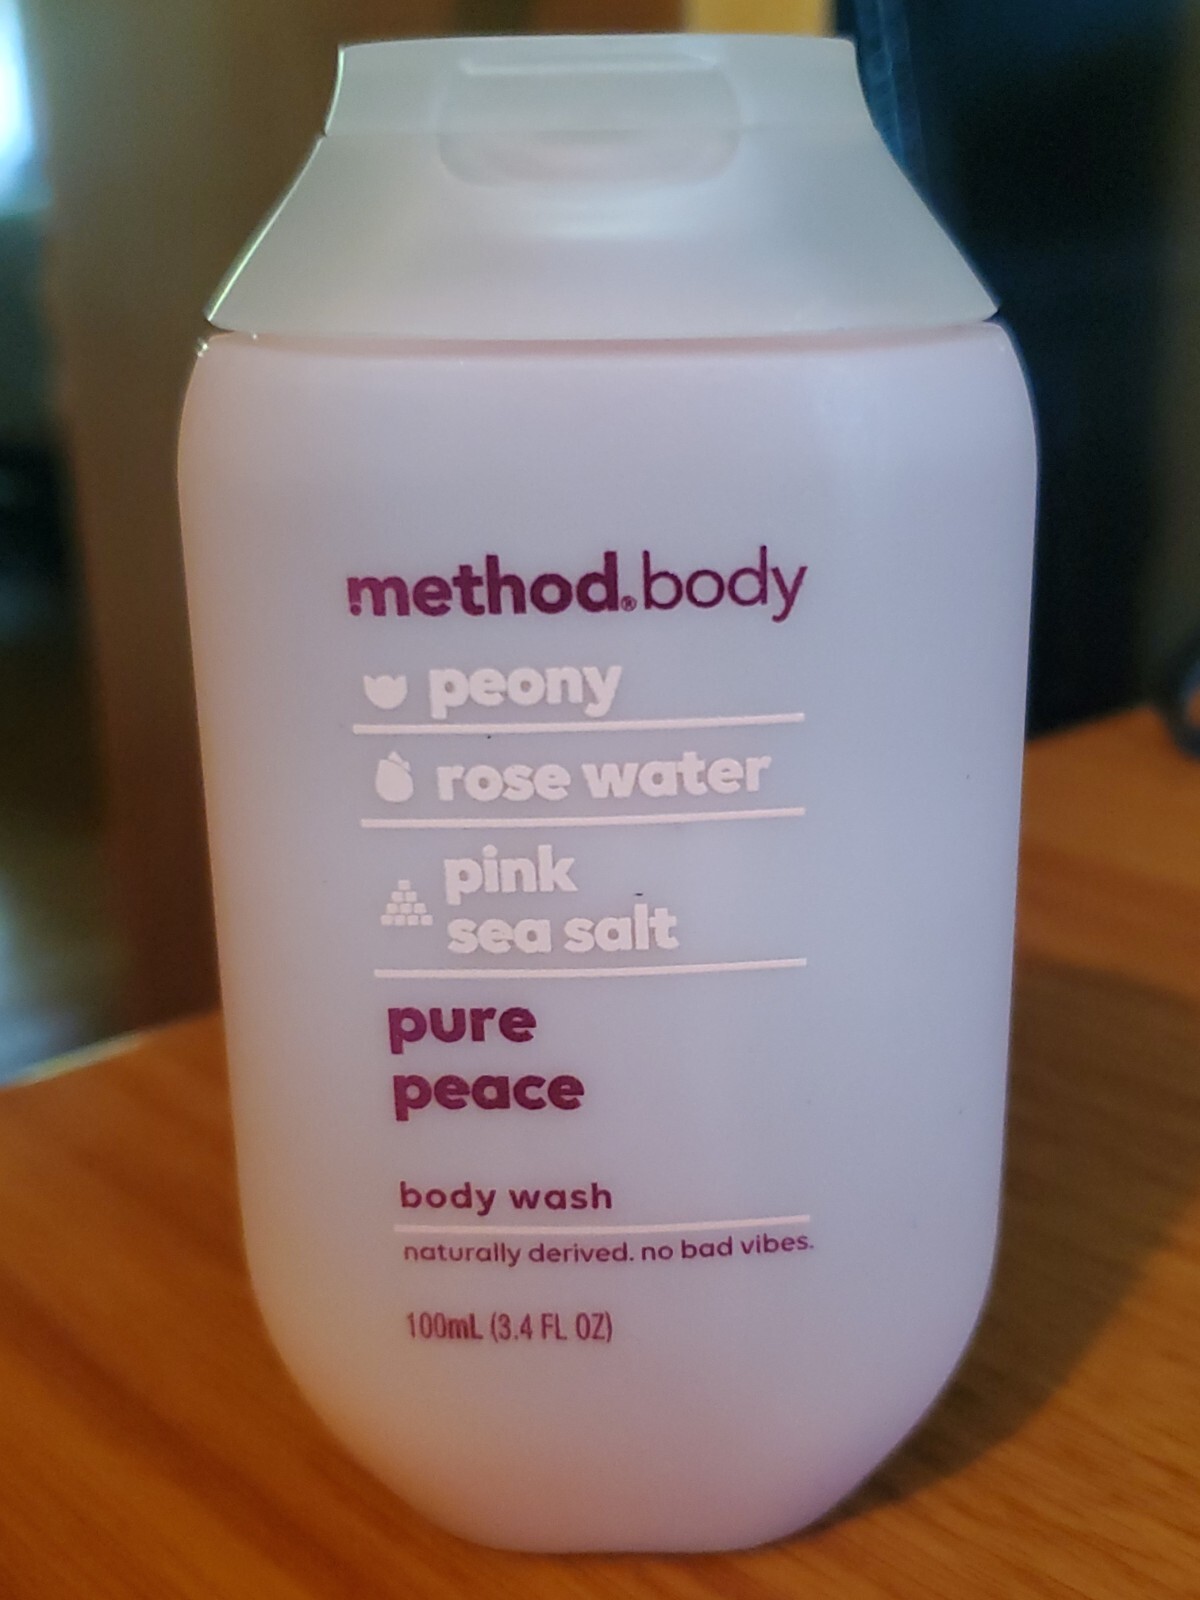 method.® body
peony
rose water
pink
sea salt
pure
peace
body wash
naturally derived. no bad vibes.
100mL (3.4 FL OZ)